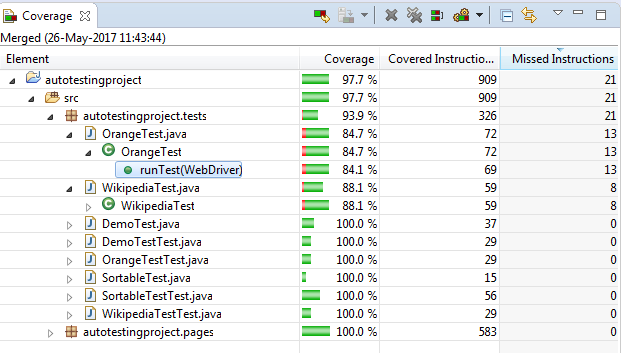 Coverage
Merged (26-May-2017 11:43:44)
Element Coverage Covered Instructio... Missed Instructions
autotestingproject 97.7 % 909 21
src 97.7 % 909 21
autotestingproject.tests 93.9 % 326 21
OrangeTest.java 84.7 % 72 13
OrangeTest 84.7 % 72 13
runTest(WebDriver) 84.1 % 69 13
WikipediaTest.java 88.1 % 59 8
WikipediaTest 88.1 % 59 8
DemoTest.java 100.0 % 37 0
DemoTestTest.java 100.0 % 29 0
OrangeTestTest.java 100.0 % 29 0
SortableTest.java 100.0 % 15 0
SortableTestTest.java 100.0 % 56 0
WikipediaTestTest.java 100.0 % 29 0
autotestingproject.pages 100.0 % 583 0